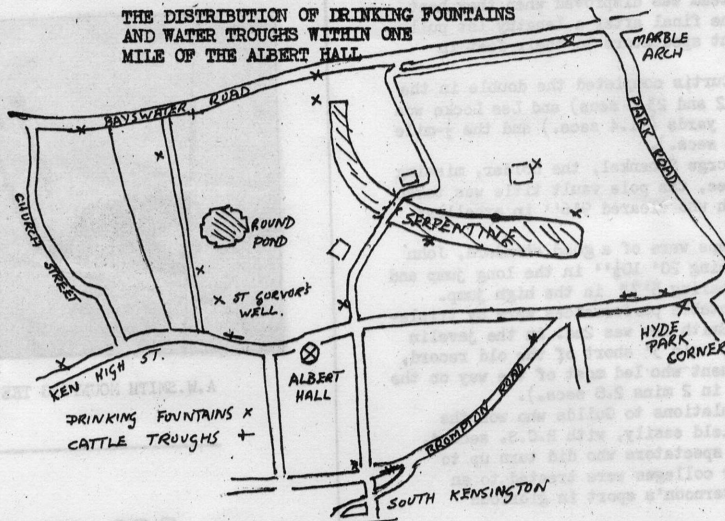 THE DISTRIBUTION OF DRINKING FOUNTAINS
AND WATER TROUGHS WITHIN ONE
MILE OF THE ALBERT HALL
MARBLE
ARCH
BAYSWATER ROAD
PARK ROAD
CHURCH STREET
ROUND
POND
SERPENTINE
ST GORVOR'S
WELL.
KEN HIGH ST.
ALBERT
HALL
HYDE
PARK
CORNER
BROMPTON ROAD.
DRINKING FOUNTAINS x
CATTLE TROUGHS +
SOUTH KENSINGTON